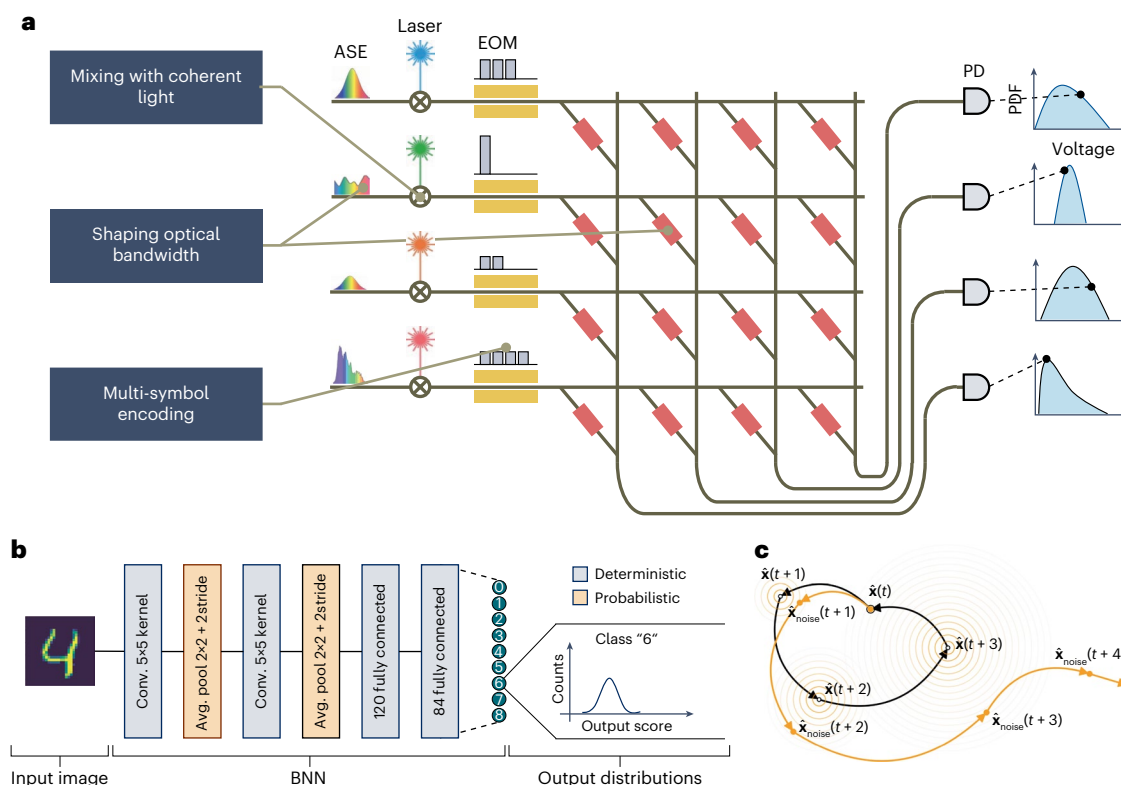 a
Mixing with coherent
light
Shaping optical
bandwidth
Multi-symbol
encoding
ASE
Laser
EOM
PD
PDF
Voltage
b
Conv. 5×5 kernel
Avg. pool 2×2 + 2stride
Conv. 5×5 kernel
Avg. pool 2×2 + 2stride
120 fully connected
84 fully connected
0
1
2
3
4
5
6
7
8
Deterministic
Probabilistic
Class "6"
Counts
Output score
Input image
BNN
Output distributions
c
x̂(t + 1)
x̂(t)
x̂noise(t + 1)
x̂(t + 3)
x̂noise(t + 4
x̂(t + 2)
x̂noise(t + 3)
x̂noise(t + 2)